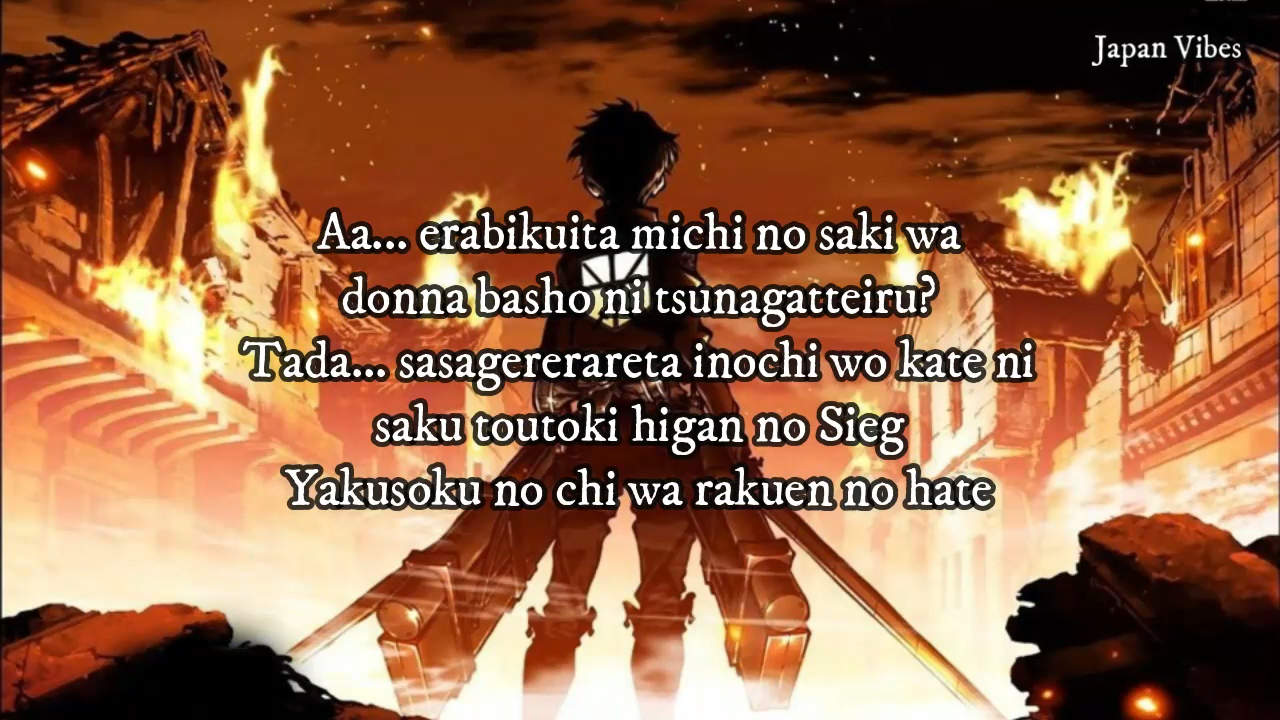 Japan Vibes
Aa... erabikuita michi no saki wa
donna basho ni tsunagatteiru?
Tada... sasagererareta inochi wo kate ni
saku toutoki higan no Sieg
Yakusoku no chi wa rakuen no hate